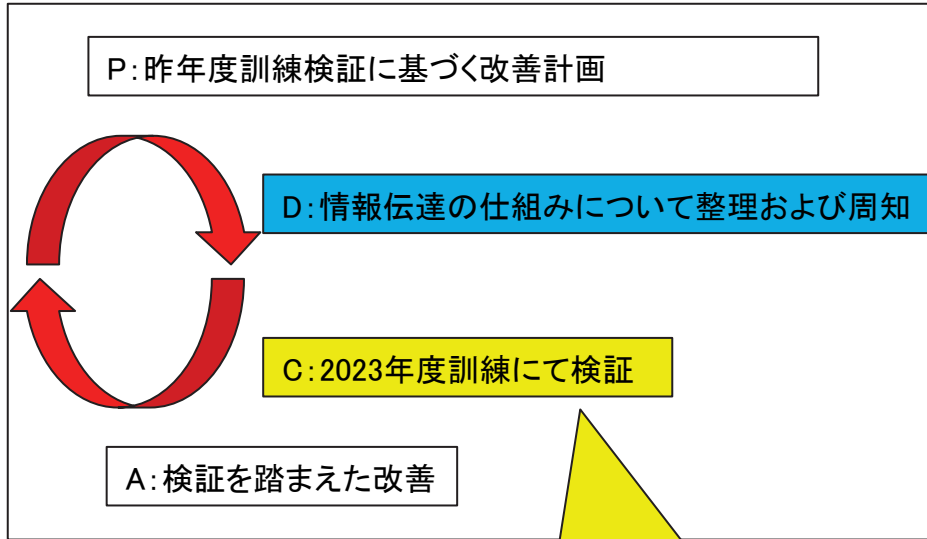 P:昨年度訓練検証に基づく改善計画
D:情報伝達の仕組みについて整理および周知
C:2023年度訓練にて検証
A:検証を踏まえた改善